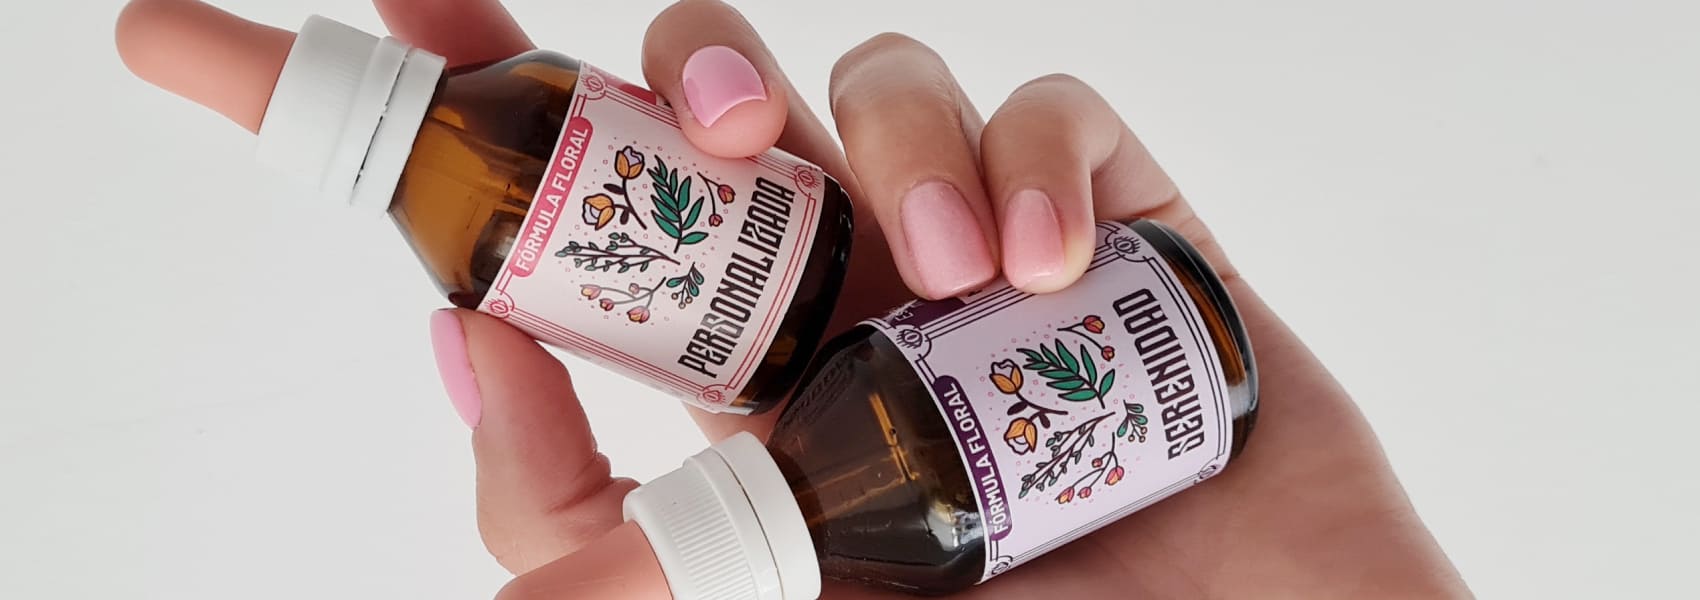 FÓRMULA FLORAL
PERSONALIZADA
FÓRMULA FLORAL
SERENIDAD